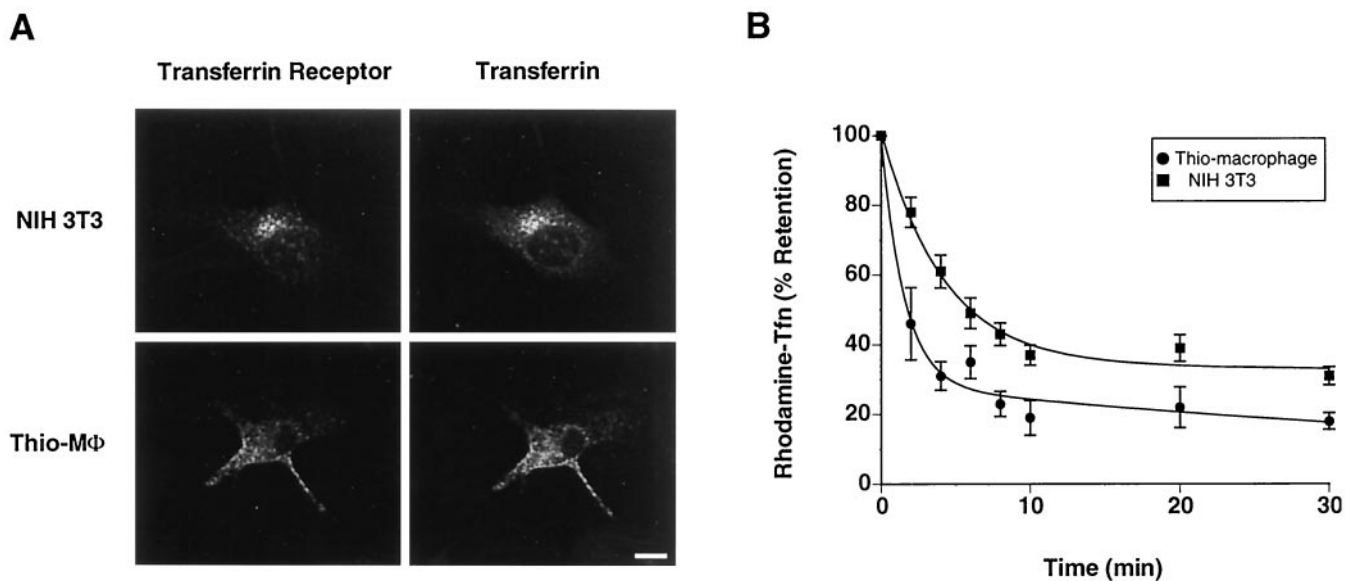 A
Transferrin Receptor
Transferrin
NIH 3T3
Thio-MΦ
B
100
80
60
40
20
0
Rhodamine-Tfn (% Retention)
Thio-macrophage
NIH 3T3
0
10
20
30
Time (min)